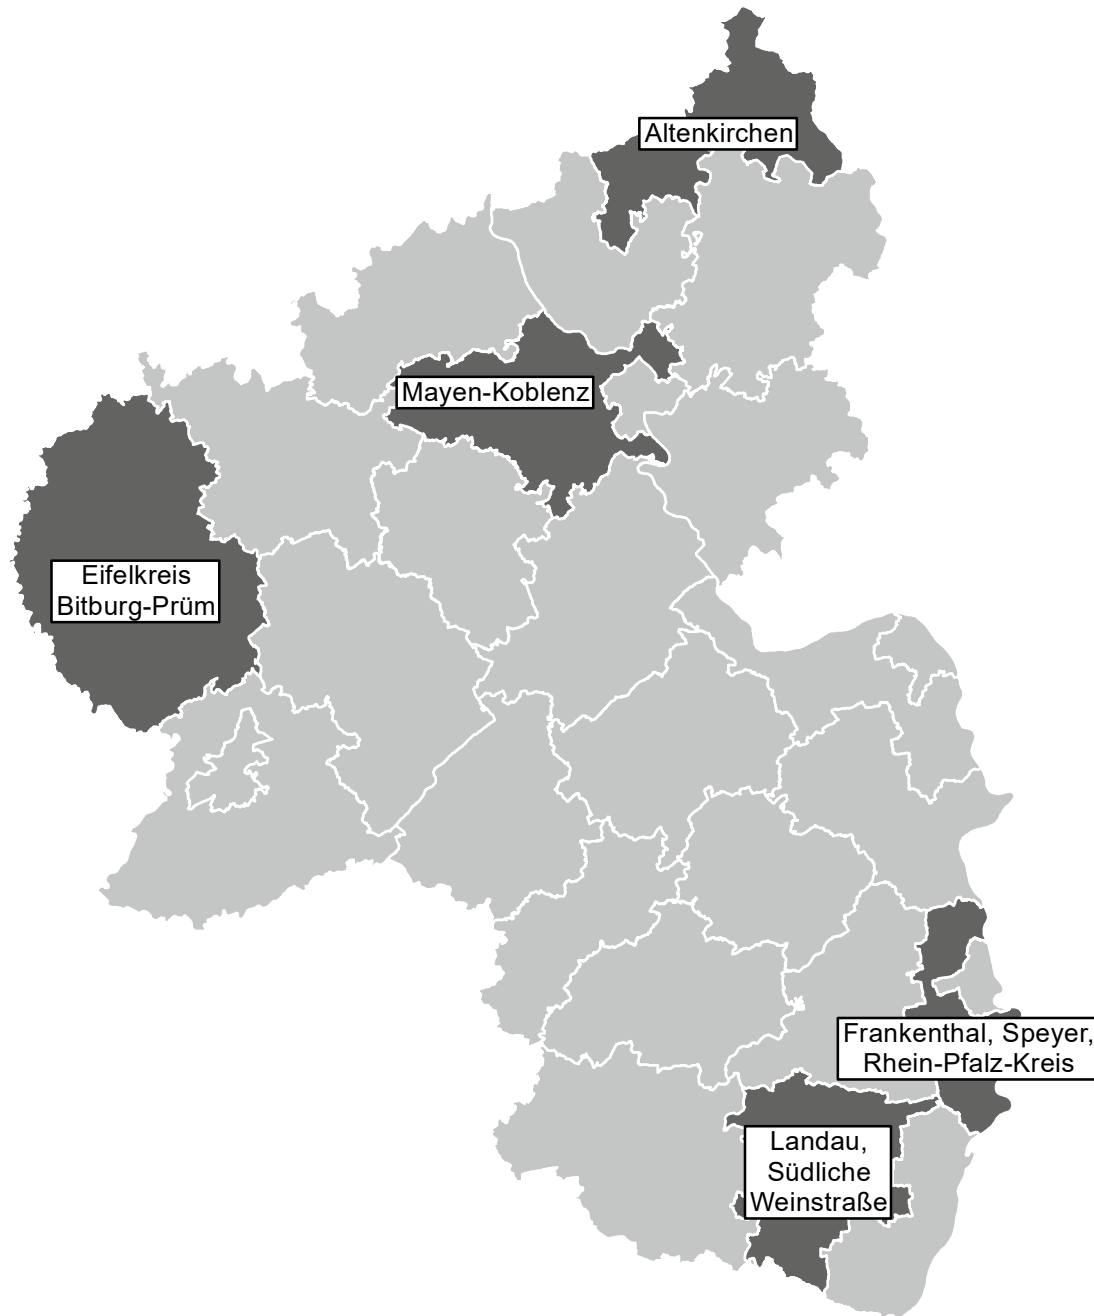 Altenkirchen
Mayen-Koblenz
Eifelkreis
Bitburg-Prüm
Frankenthal, Speyer,
Rhein-Pfalz-Kreis
Landau,
Südliche
Weinstraße